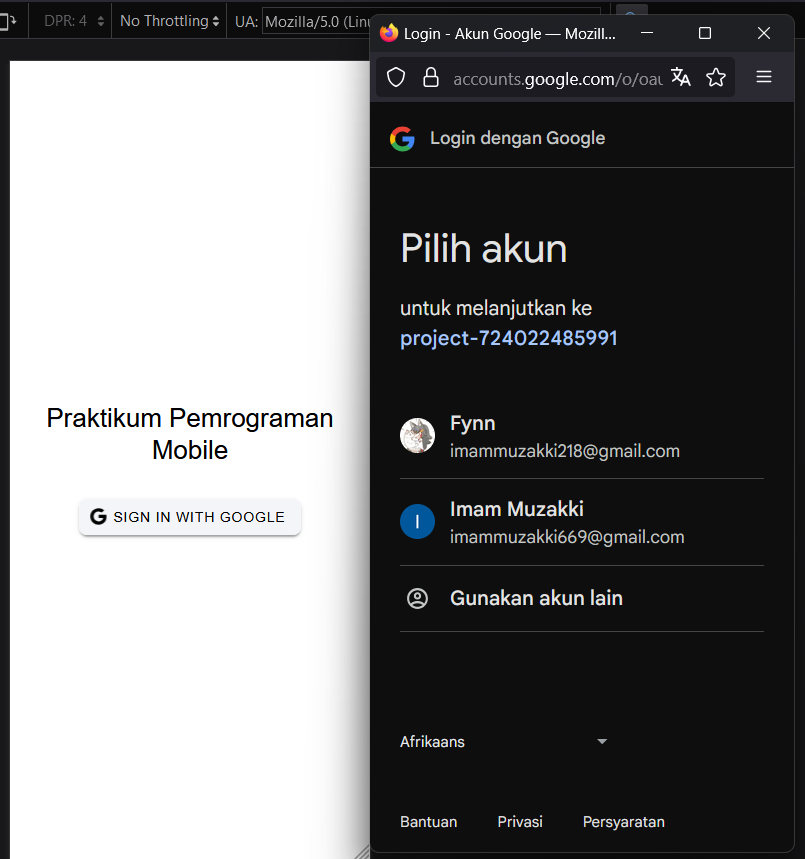 DPR: 4
No Throttling
UA:
Mozilla/5.0 (Linu
Login - Akun Google — Mozill...
accounts.google.com/o/oau
Login dengan Google
Pilih akun
untuk melanjutkan ke
project-724022485991
Fynn
imammuzakki218@gmail.com
I
Imam Muzakki
imammuzakki669@gmail.com
Gunakan akun lain
Afrikaans
Bantuan
Privasi
Persyaratan
Praktikum Pemrograman
Mobile
SIGN IN WITH GOOGLE